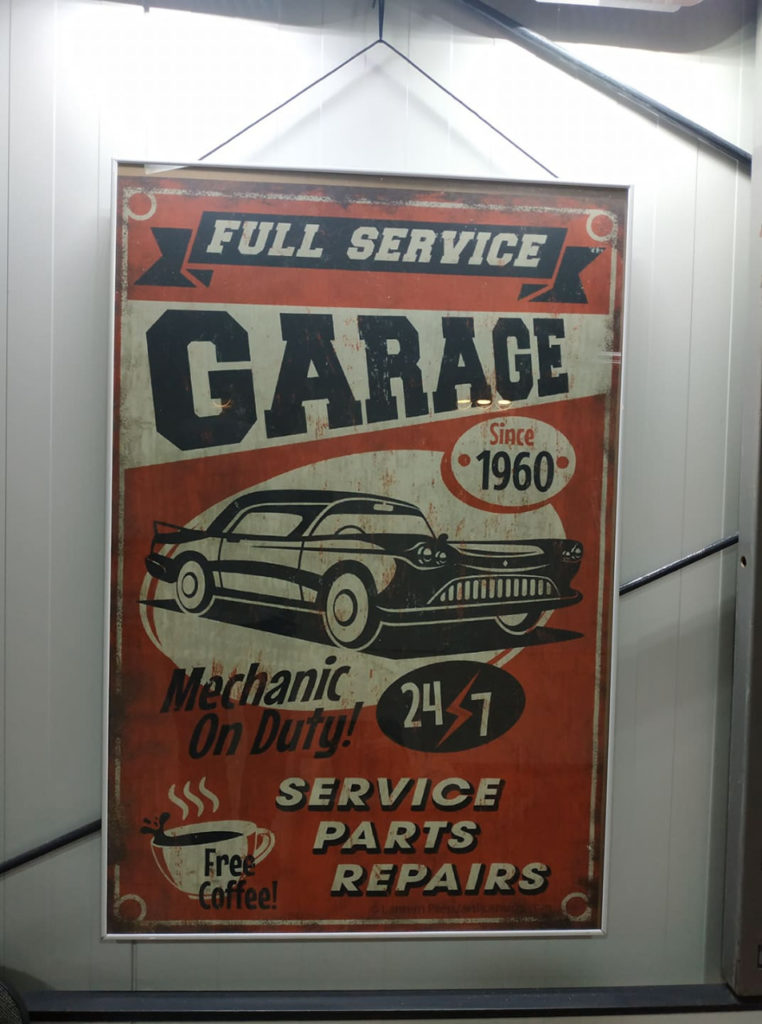 FULL SERVICE
GARAGE
Since
1960
Mechanic
On Duty!
24 7
SERVICE
PARTS
REPAIRS
Free
Coffee!